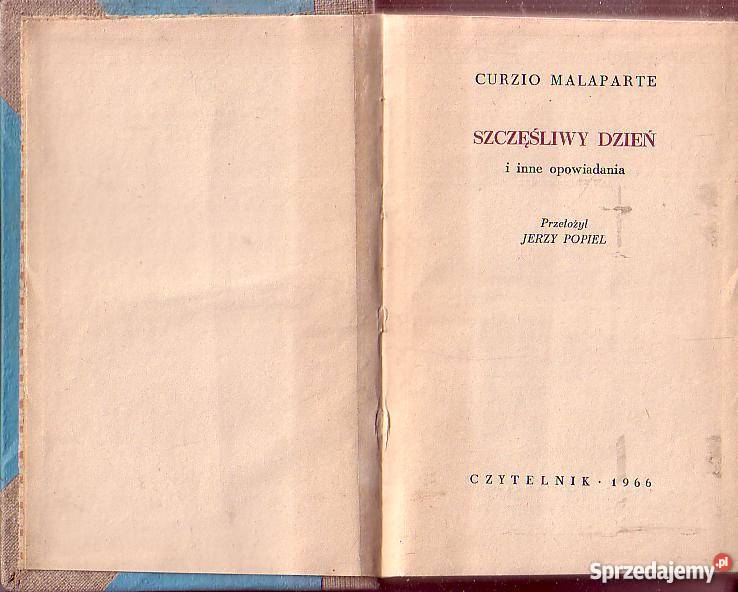 CURZIO MALAPARTE
SZCZĘŚLIWY DZIEŃ
i inne opowiadania
Przełożył
JERZY POPIEL
CZYTELNIK · 1966
Sprzedajemy.pl